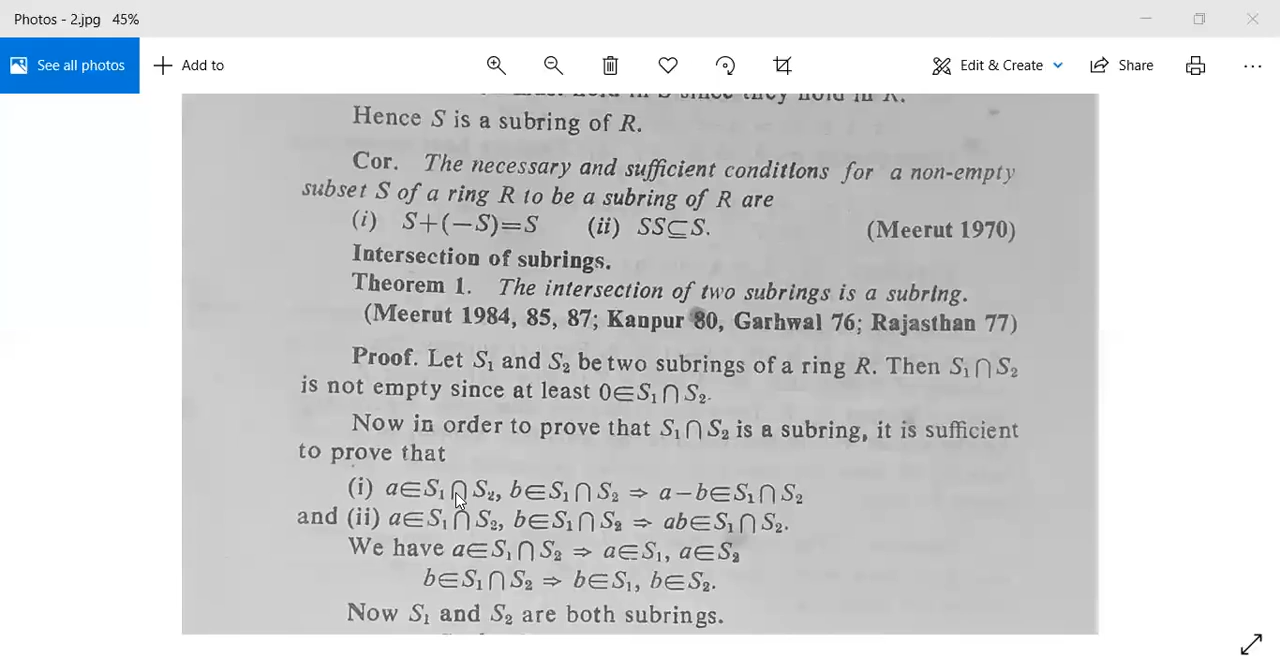 Photos - 2.jpg 45%
See all photos
Add to
Edit & Create
Share
hold in S since they hold in R.
Hence S is a subring of R.
Cor. The necessary and sufficient conditions for a non-empty
subset S of a ring R to be a subring of R are
(i) S+(−S)=S (ii) SS⊆S. (Meerut 1970)
Intersection of subrings.
Theorem 1. The intersection of two subrings is a subring.
(Meerut 1984, 85, 87; Kanpur 80, Garhwal 76; Rajasthan 77)
Proof. Let S₁ and S₂ be two subrings of a ring R. Then S₁∩S₂
is not empty since at least 0∈S₁∩S₂.
Now in order to prove that S₁∩S₂ is a subring, it is sufficient
to prove that
(i) a∈S₁∩S₂, b∈S₁∩S₂ ⇒ a−b∈S₁∩S₂
and (ii) a∈S₁∩S₂, b∈S₁∩S₂ ⇒ ab∈S₁∩S₂.
We have a∈S₁∩S₂ ⇒ a∈S₁, a∈S₂
b∈S₁∩S₂ ⇒ b∈S₁, b∈S₂.
Now S₁ and S₂ are both subrings.